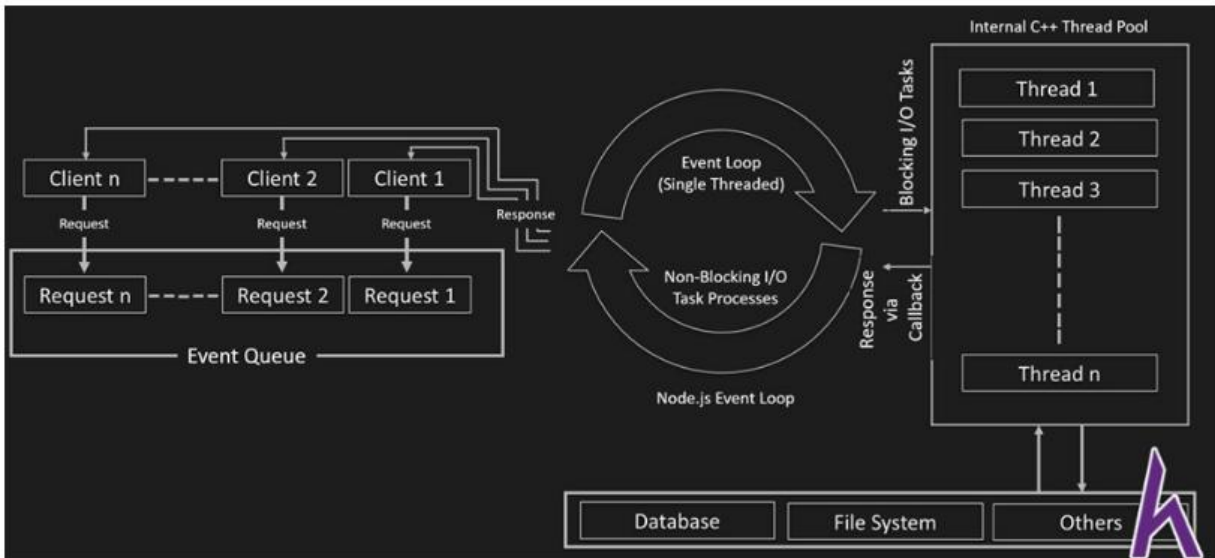 Internal C++ Thread Pool
Thread 1
Thread 2
Thread 3
Thread n
Blocking I/O Tasks
Response
via
Callback
Event Loop
(Single Threaded)
Non-Blocking I/O
Task Processes
Node.js Event Loop
Response
Client n
Client 2
Client 1
Request
Request
Request
Request n
Request 2
Request 1
Event Queue
Database
File System
Others